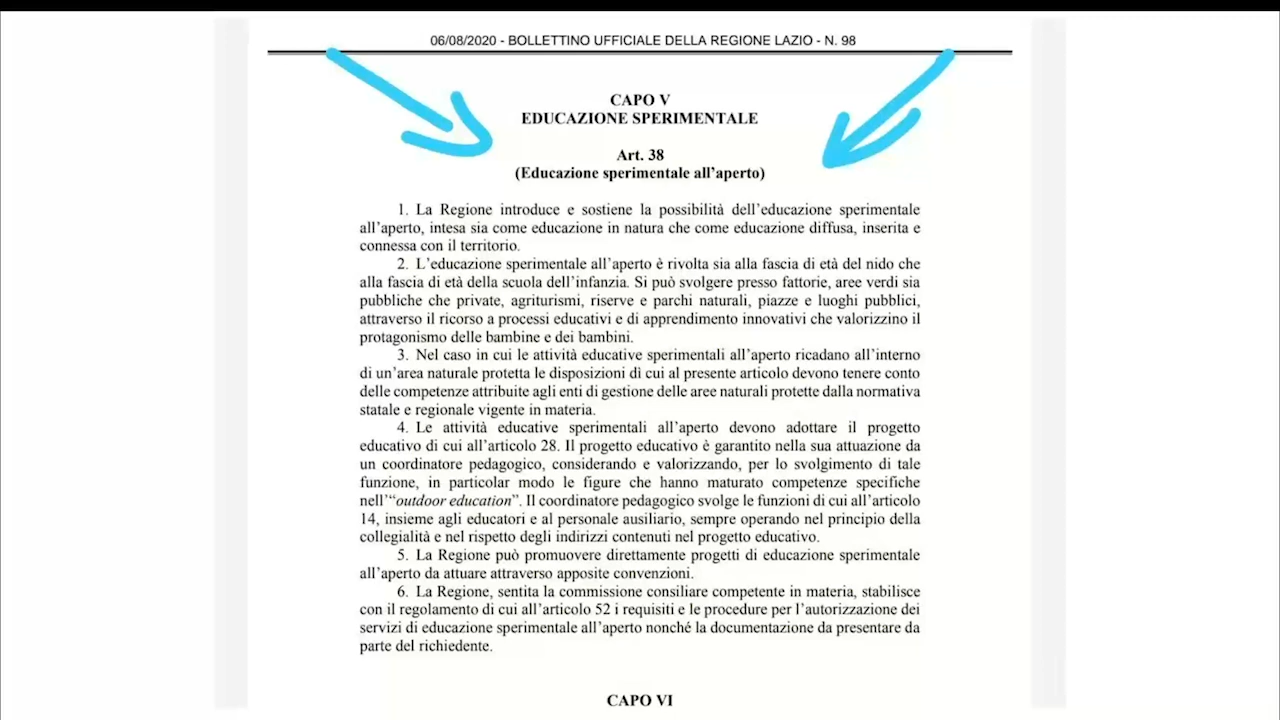 06/08/2020 - BOLLETTINO UFFICIALE DELLA REGIONE LAZIO - N. 98
CAPO V
EDUCAZIONE SPERIMENTALE
Art. 38
(Educazione sperimentale all’aperto)
1. La Regione introduce e sostiene la possibilità dell’educazione sperimentale
all’aperto, intesa sia come educazione in natura che come educazione diffusa, inserita e
connessa con il territorio.
2. L’educazione sperimentale all’aperto è rivolta sia alla fascia di età del nido che
alla fascia di età della scuola dell’infanzia. Si può svolgere presso fattorie, aree verdi sia
pubbliche che private, agriturismi, riserve e parchi naturali, piazze e luoghi pubblici,
attraverso il ricorso a processi educativi e di apprendimento innovativi che valorizzino il
protagonismo delle bambine e dei bambini.
3. Nel caso in cui le attività educative sperimentali all’aperto ricadano all’interno
di un’area naturale protetta le disposizioni di cui al presente articolo devono tenere conto
delle competenze attribuite agli enti di gestione delle aree naturali protette dalla normativa
statale e regionale vigente in materia.
4. Le attività educative sperimentali all’aperto devono adottare il progetto
educativo di cui all’articolo 28. Il progetto educativo è garantito nella sua attuazione da
un coordinatore pedagogico, considerando e valorizzando, per lo svolgimento di tale
funzione, in particolar modo le figure che hanno maturato competenze specifiche
nell’“outdoor education”. Il coordinatore pedagogico svolge le funzioni di cui all’articolo
14, insieme agli educatori e al personale ausiliario, sempre operando nel principio della
collegialità e nel rispetto degli indirizzi contenuti nel progetto educativo.
5. La Regione può promuovere direttamente progetti di educazione sperimentale
all’aperto da attuare attraverso apposite convenzioni.
6. La Regione, sentita la commissione consiliare competente in materia, stabilisce
con il regolamento di cui all’articolo 52 i requisiti e le procedure per l’autorizzazione dei
servizi di educazione sperimentale all’aperto nonché la documentazione da presentare da
parte del richiedente.
CAPO VI